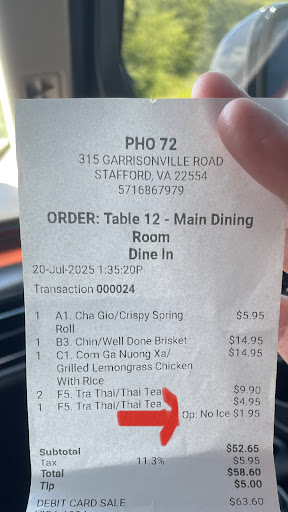 PHO 72
315 GARRISONVILLE ROAD
STAFFORD, VA 22554
5716867979
ORDER: Table 12 - Main Dining
Room
Dine In
20-Jul-2025 1:35:20P
Transaction 000024
1 A1. Cha Gio/Crispy Spring $5.95
Roll
1 B3. Chin/Well Done Brisket $14.95
1 C1. Com Ga Nuong Xa/ $14.95
Grilled Lemongrass Chicken
With Rice
2 F5. Tra Thai/Thai Tea $9.90
1 F5. Tra Thai/Thai Tea $4.95
Op: No Ice $1.95
Subtotal $52.65
Tax 11.3% $5.95
Total $58.60
Tip $5.00
DEBIT CARD SALE $63.60